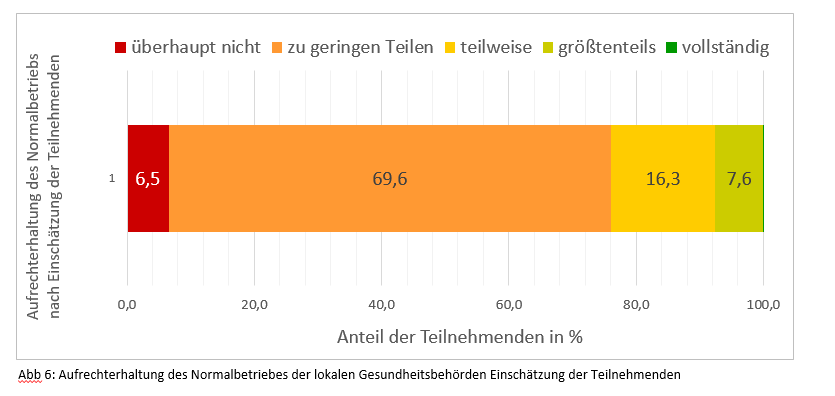 überhaupt nicht zu geringen Teilen teilweise größtenteils vollständig
Aufrechterhaltung des Normalbetriebs
nach Einschätzung der Teilnehmenden
1 6,5 69,6 16,3 7,6
0,0 20,0 40,0 60,0 80,0 100,0
Anteil der Teilnehmenden in %
Abb 6: Aufrechterhaltung des Normalbetriebes der lokalen Gesundheitsbehörden Einschätzung der Teilnehmenden